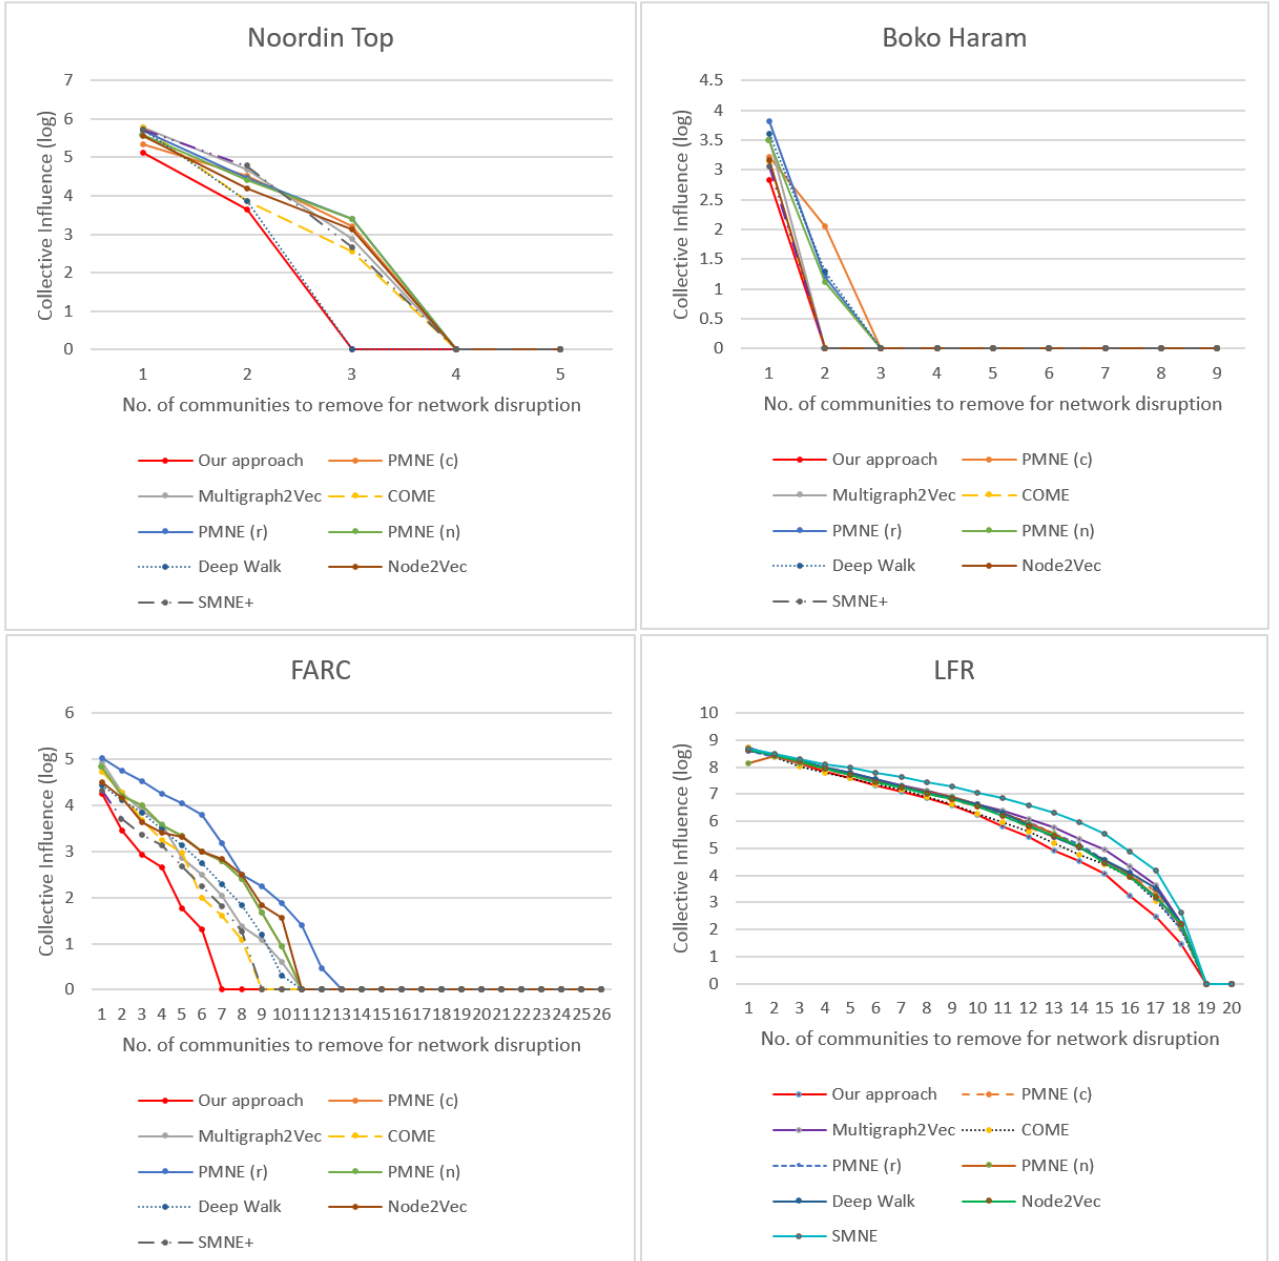 Noordin Top
Collective Influence (log)
7
6
5
4
3
2
1
0
1 2 3 4 5
No. of communities to remove for network disruption
Our approach PMNE (c)
Multigraph2Vec COME
PMNE (r) PMNE (n)
Deep Walk Node2Vec
SMNE+
Boko Haram
Collective Influence (log)
4.5
4
3.5
3
2.5
2
1.5
1
0.5
0
1 2 3 4 5 6 7 8 9
No. of communities to remove for network disruption
Our approach PMNE (c)
Multigraph2Vec COME
PMNE (r) PMNE (n)
Deep Walk Node2Vec
SMNE+
FARC
Collective Influence (log)
6
5
4
3
2
1
0
1 2 3 4 5 6 7 8 9 10 11 12 13 14 15 16 17 18 19 20 21 22 23 24 25 26
No. of communities to remove for network disruption
Our approach PMNE (c)
Multigraph2Vec COME
PMNE (r) PMNE (n)
Deep Walk Node2Vec
SMNE+
LFR
Collective Influence (log)
10
9
8
7
6
5
4
3
2
1
0
1 2 3 4 5 6 7 8 9 10 11 12 13 14 15 16 17 18 19 20
No. of communities to remove for network disruption
Our approach PMNE (c)
Multigraph2Vec COME
PMNE (r) PMNE (n)
Deep Walk Node2Vec
SMNE